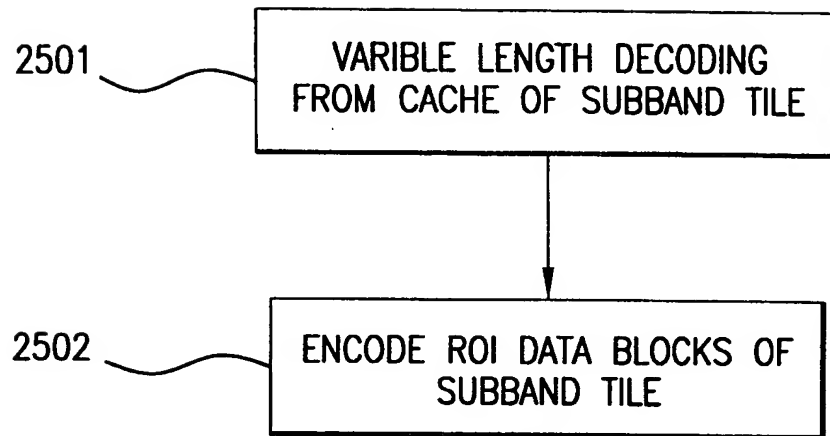 2501
VARIBLE LENGTH DECODING
FROM CACHE OF SUBBAND TILE
2502
ENCODE ROI DATA BLOCKS OF
SUBBAND TILE